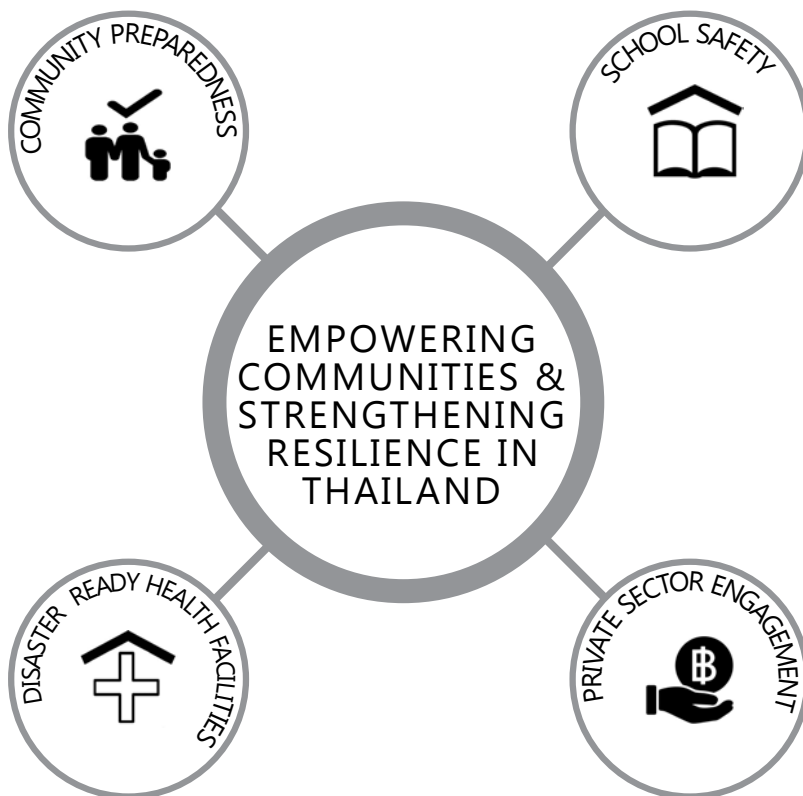 COMMUNITY PREPAREDNESS
SCHOOL SAFETY
EMPOWERING
COMMUNITIES &
STRENGTHENING
RESILIENCE IN
THAILAND
DISASTER READY HEALTH FACILITIES
PRIVATE SECTOR ENGAGEMENT
฿